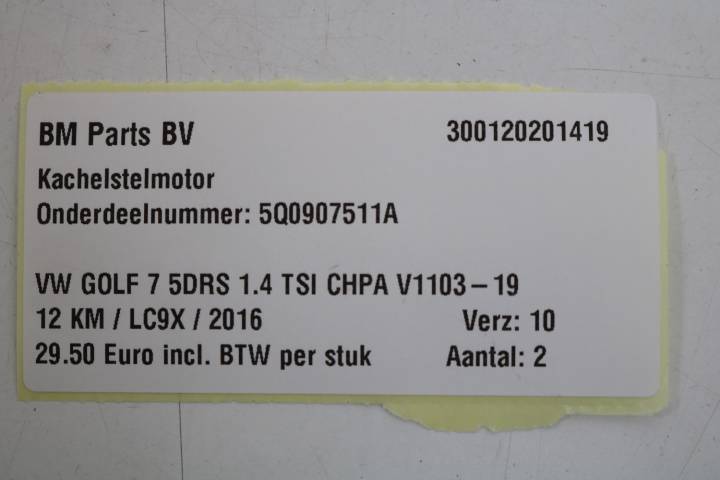 BM Parts BV 300120201419
Kachelstelmotor
Onderdeelnummer: 5Q0907511A
VW GOLF 7 5DRS 1.4 TSI CHPA V1103-19
12 KM / LC9X / 2016 Verz: 10
29.50 Euro incl. BTW per stuk Aantal: 2